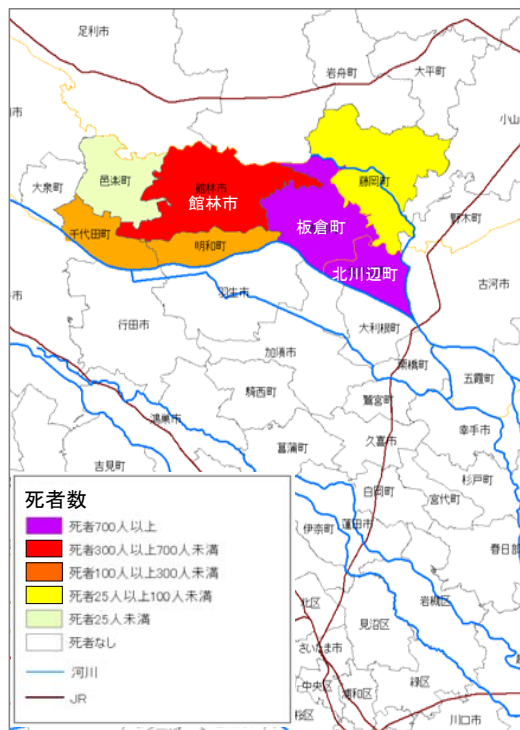 足利市
岩舟町
大平町
小山
市
邑楽町
館林市
館林市
藤岡町
大泉町
板倉町
野木町
千代田町
明和町
北川辺町
古河市
羽生市
市
行田市
大利根町
加須市
栗橋町
五霞町
騎西町
鷲宮町
鴻巣市
幸手市
菖蒲町
久喜市
吉見町
杉戸町
白岡町
宮代町
伊奈町
蓮田市
春日部
北区
岩槻区
見沼区
さいたま市
中央区
浦和区
緑区
桜区
川口市
死者数
死者700人以上
死者300人以上700人未満
死者100人以上300人未満
死者25人以上100人未満
死者25人未満
死者なし
河川
JR